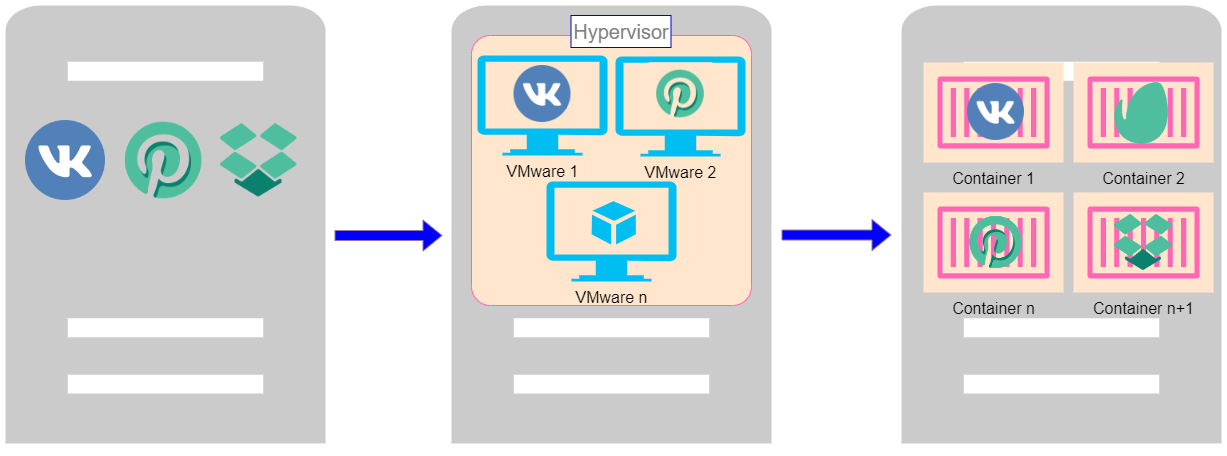 Hypervisor
VMware 1
VMware 2
VMware n
Container 1
Container 2
Container n
Container n+1